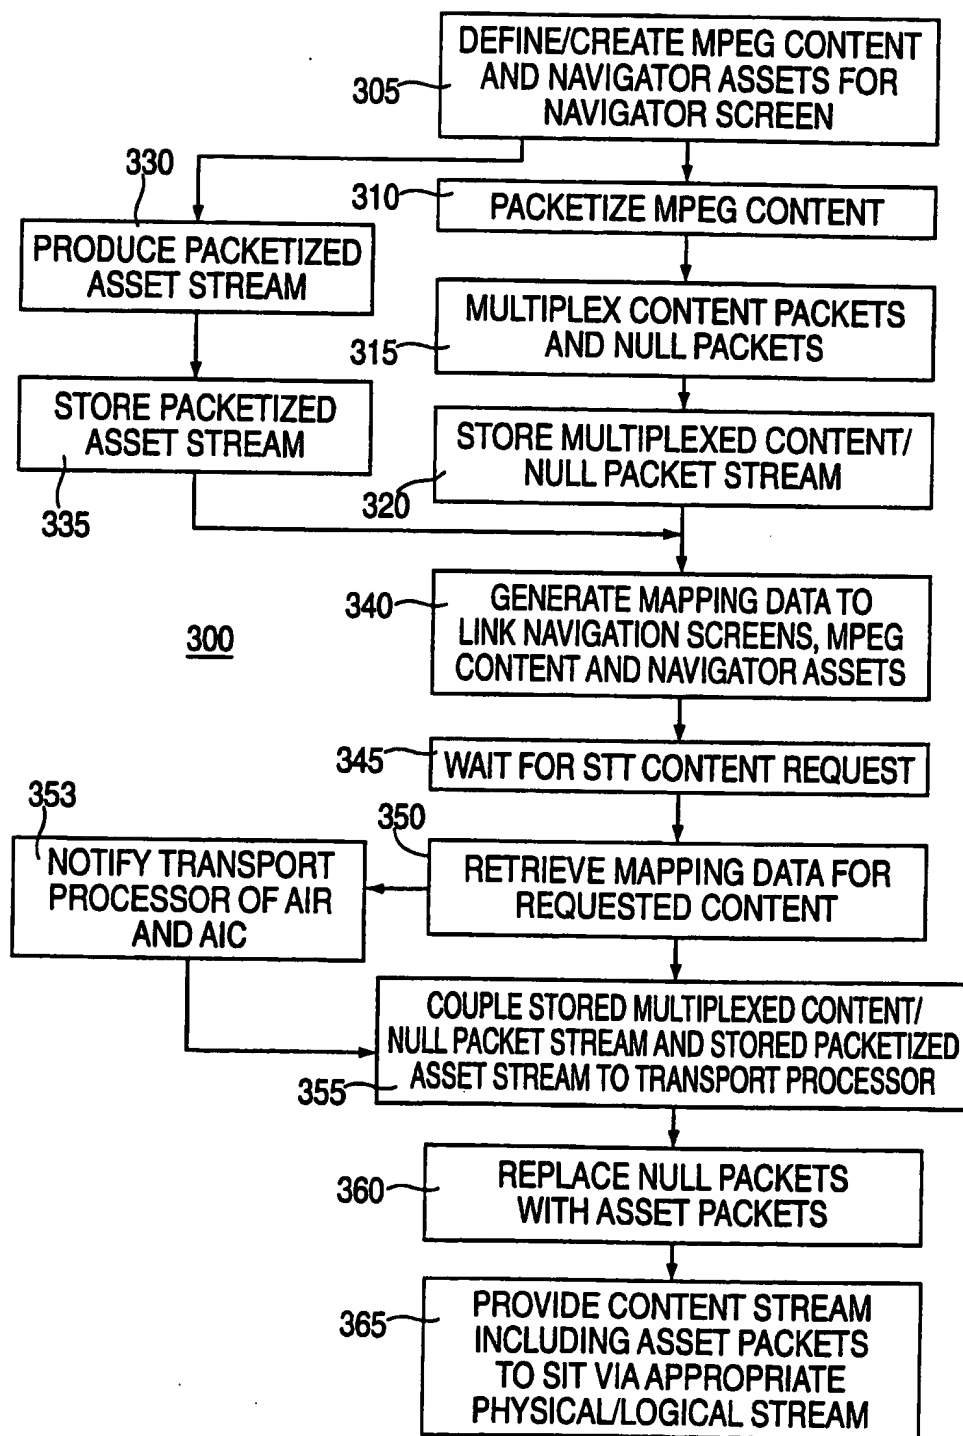 DEFINE/CREATE MPEG CONTENT
AND NAVIGATOR ASSETS FOR
NAVIGATOR SCREEN
305
330
310
PACKETIZE MPEG CONTENT
PRODUCE PACKETIZED
ASSET STREAM
MULTIPLEX CONTENT PACKETS
AND NULL PACKETS
315
STORE PACKETIZED
ASSET STREAM
335
STORE MULTIPLEXED CONTENT/
NULL PACKET STREAM
320
340
GENERATE MAPPING DATA TO
LINK NAVIGATION SCREENS, MPEG
CONTENT AND NAVIGATOR ASSETS
300
345
WAIT FOR STT CONTENT REQUEST
353
350
NOTIFY TRANSPORT
PROCESSOR OF AIR
AND AIC
RETRIEVE MAPPING DATA FOR
REQUESTED CONTENT
COUPLE STORED MULTIPLEXED CONTENT/
NULL PACKET STREAM AND STORED PACKETIZED
ASSET STREAM TO TRANSPORT PROCESSOR
355
REPLACE NULL PACKETS
WITH ASSET PACKETS
360
365
PROVIDE CONTENT STREAM
INCLUDING ASSET PACKETS
TO SIT VIA APPROPRIATE
PHYSICAL/LOGICAL STREAM